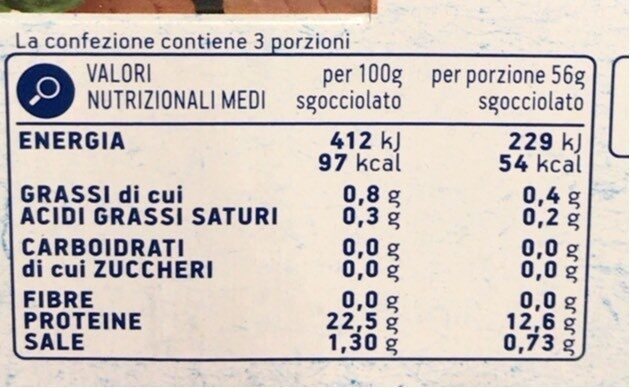 La confezione contiene 3 porzioni
VALORI per 100g per porzione 56g
NUTRIZIONALI MEDI sgocciolato sgocciolato
ENERGIA 412 kJ 229 kJ
97 kcal 54 kcal
GRASSI di cui 0,8 g 0,4 g
ACIDI GRASSI SATURI 0,3 g 0,2 g
CARBOIDRATI 0,0 g 0,0 g
di cui ZUCCHERI 0,0 g 0,0 g
FIBRE 0,0 g 0,0 g
PROTEINE 22,5 g 12,6 g
SALE 1,30 g 0,73 g